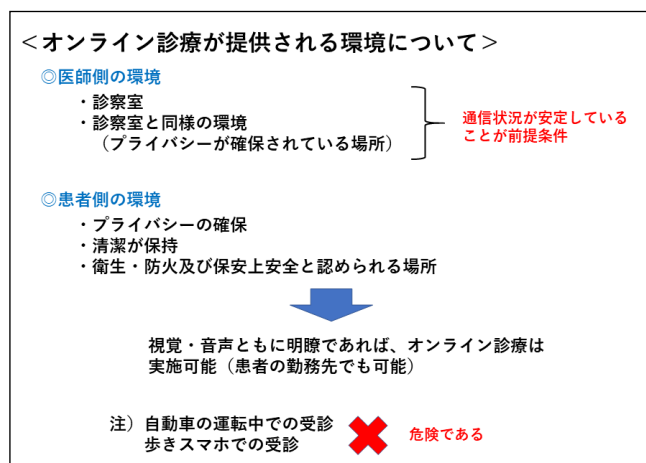 ＜オンライン診療が提供される環境について＞
◎医師側の環境
・診察室
・診察室と同様の環境
（プライバシーが確保されている場所）
通信状況が安定している
ことが前提条件
◎患者側の環境
・プライバシーの確保
・清潔が保持
・衛生・防火及び保安上安全と認められる場所
視覚・音声ともに明瞭であれば、オンライン診療は
実施可能（患者の勤務先でも可能）
注）自動車の運転中での受診
歩きスマホでの受診
危険である